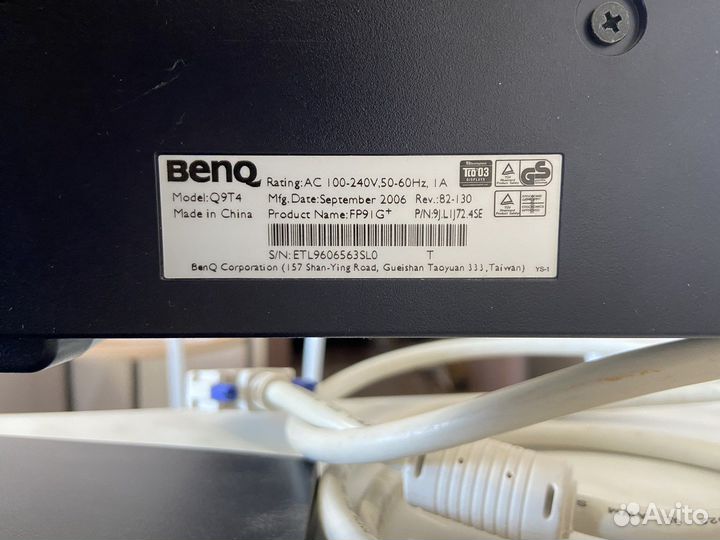 BenQ
Rating:AC 100-240V,50-60Hz, 1A
Model:Q9T4
Mfg.Date:September 2006
Rev.:B2-130
Made in China
Product Name:FP91G+
P/N:9J.L1J72.4SE
S/N:ETL9606563SL0
T
BenQ Corporation (157 Shan-Ying Road, Gueishan Taoyuan 333,Taiwan)
YS-1
TCO'03
DISPLAYS
GS
Avito